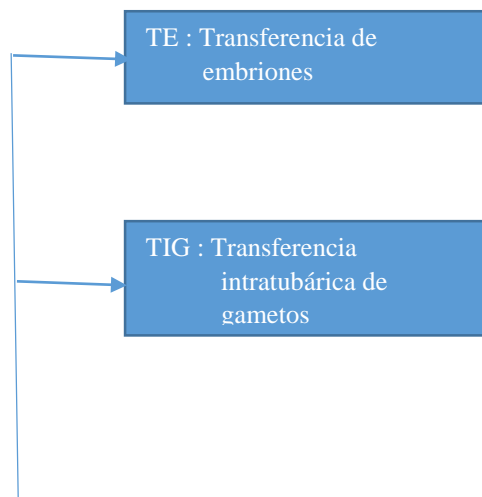 TE : Transferencia de
embriones
TIG : Transferencia
intratubárica de
gametos